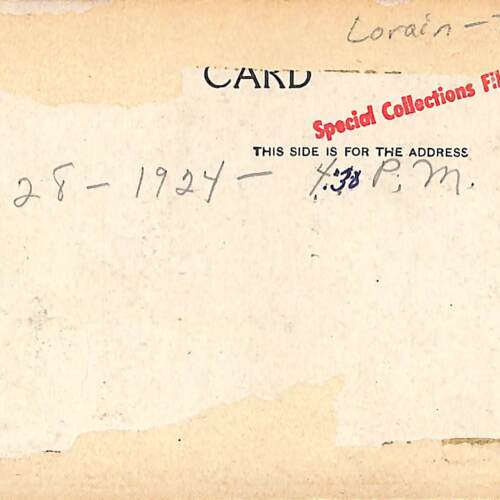 Lorain -
CARD
Special Collections
THIS SIDE IS FOR THE ADDRESS
28 - 1924 - 4:38 P.M.